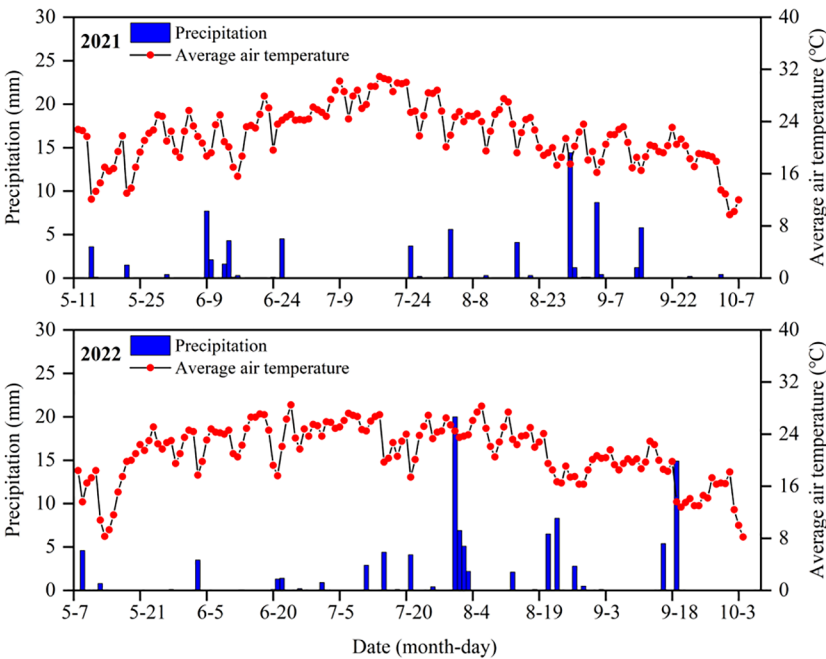 30
25
20
15
10
5
0
Precipitation (mm)
2021
Precipitation
Average air temperature
40
32
24
16
8
0
Average air temperature (℃)
5-11 5-25 6-9 6-24 7-9 7-24 8-8 8-23 9-7 9-22 10-7
30
25
20
15
10
5
0
Precipitation (mm)
2022
Precipitation
Average air temperature
40
32
24
16
8
0
Average air temperature (℃)
5-7 5-21 6-5 6-20 7-5 7-20 8-4 8-19 9-3 9-18 10-3
Date (month-day)